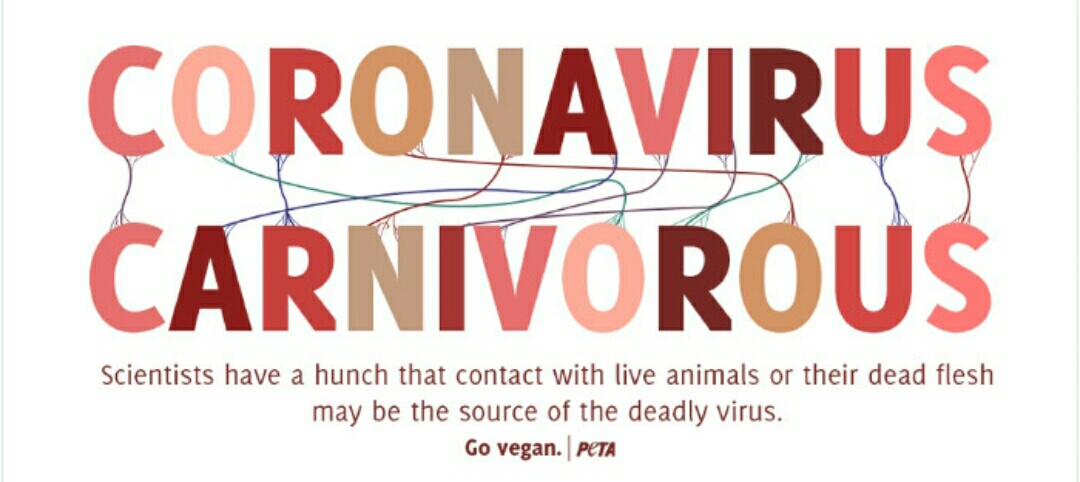 CORONAVIRUS
CARNIVOROUS
Scientists have a hunch that contact with live animals or their dead flesh
may be the source of the deadly virus.
Go vegan. | PETA